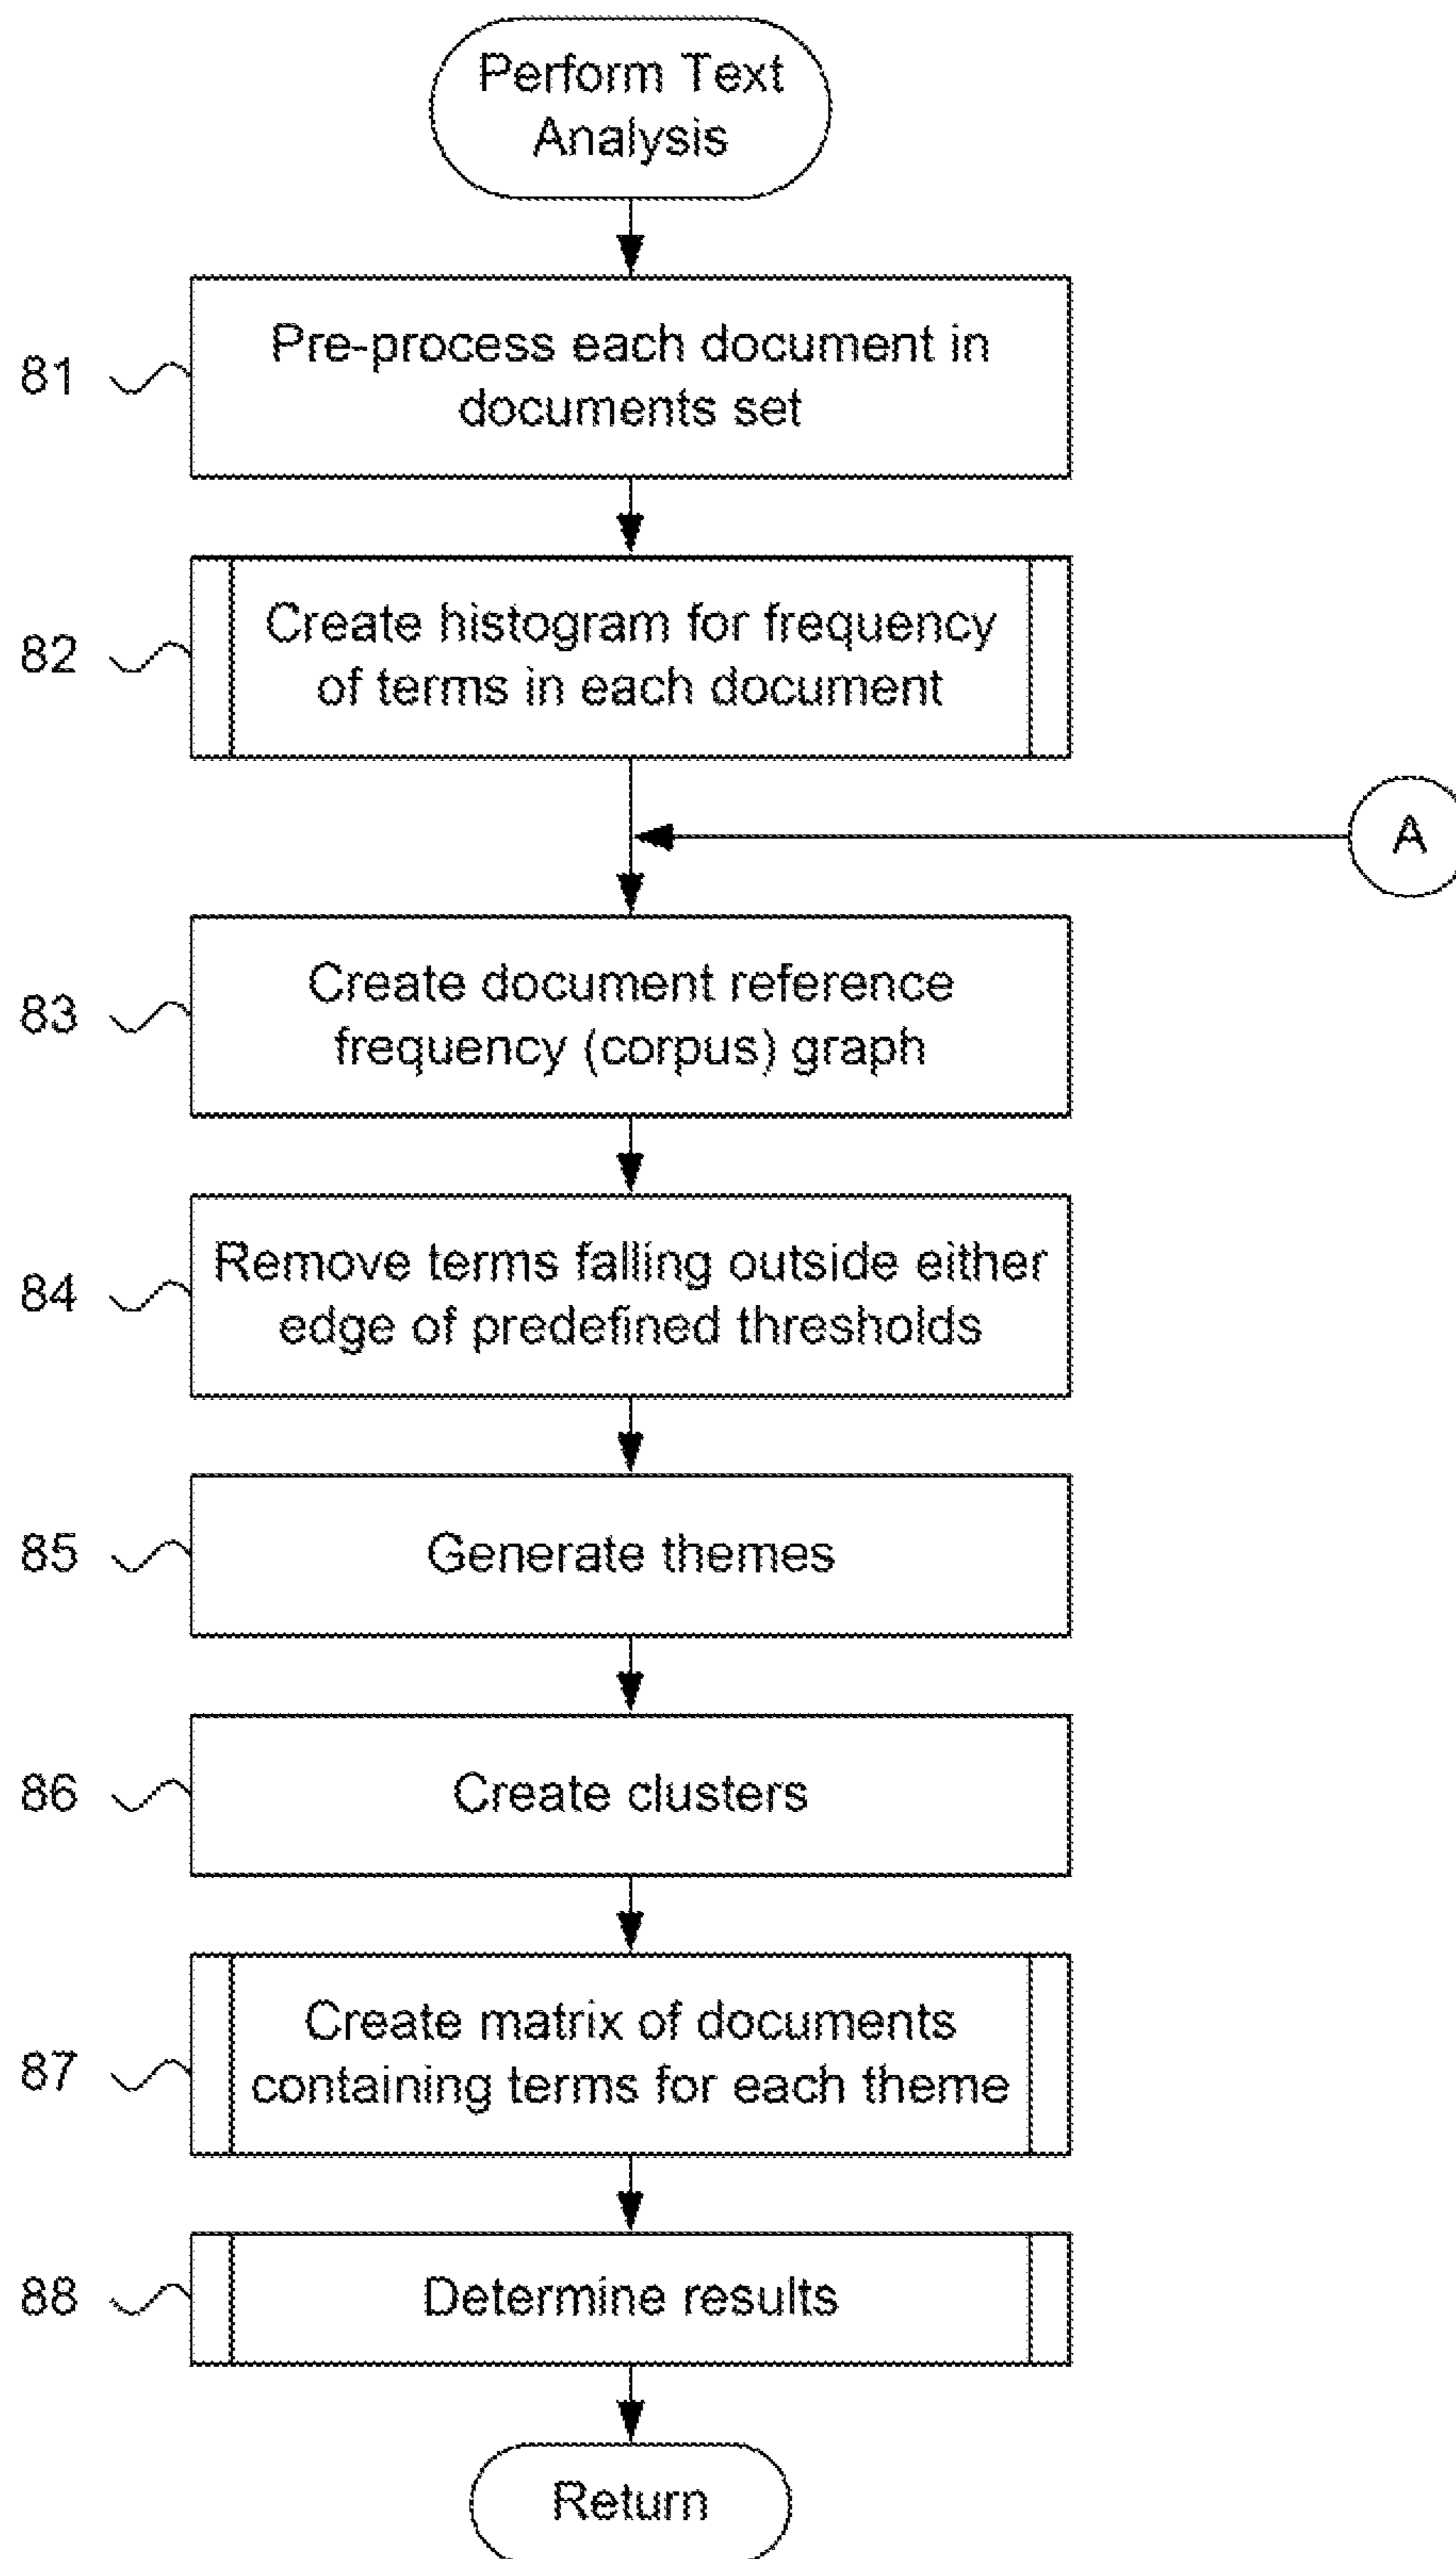 Perform Text
Analysis
81
Pre-process each document in
documents set
82
Create histogram for frequency
of terms in each document
A
83
Create document reference
frequency (corpus) graph
84
Remove terms falling outside either
edge of predefined thresholds
85
Generate themes
86
Create clusters
87
Create matrix of documents
containing terms for each theme
88
Determine results
Return